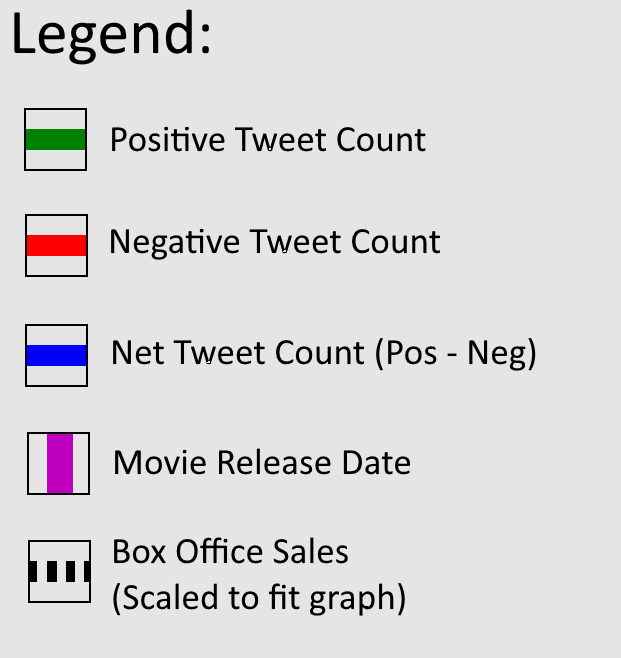 Legend:
Positive Tweet Count
Negative Tweet Count
Net Tweet Count (Pos - Neg)
Movie Release Date
Box Office Sales
(Scaled to fit graph)